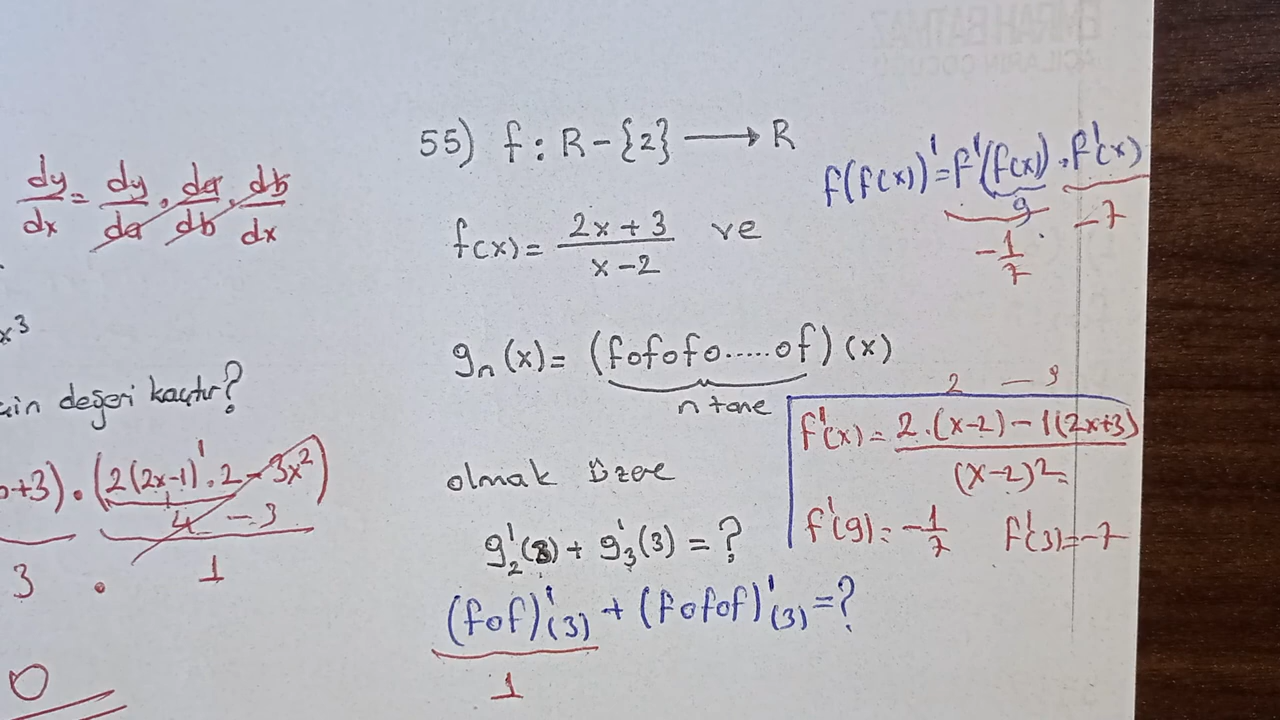 dy/dx = dy/da . da/db . db/dx
x³
değeri kaçtır?
+3) . (2(2x-1)' . 2 - 3x²)
4 - 3
3 . 1
0
55) f : R - {2} ⟶ R
f(x) = 2x + 3 / x - 2 ve
gₙ(x) = (fofofo.....of)(x)
n tane
olmak üzere
g₂'(3) + g₃'(3) = ?
(fof)'(3) + (fofof)'(3) = ?
1
f(f(x))' = f'(f(x)) . f'(x)
9
-1/7 . -7
2 - 9
f'(x) = 2.(x-2) - 1(2x+3) / (x-2)²
f'(9) = -1/7 f'(3) = -7